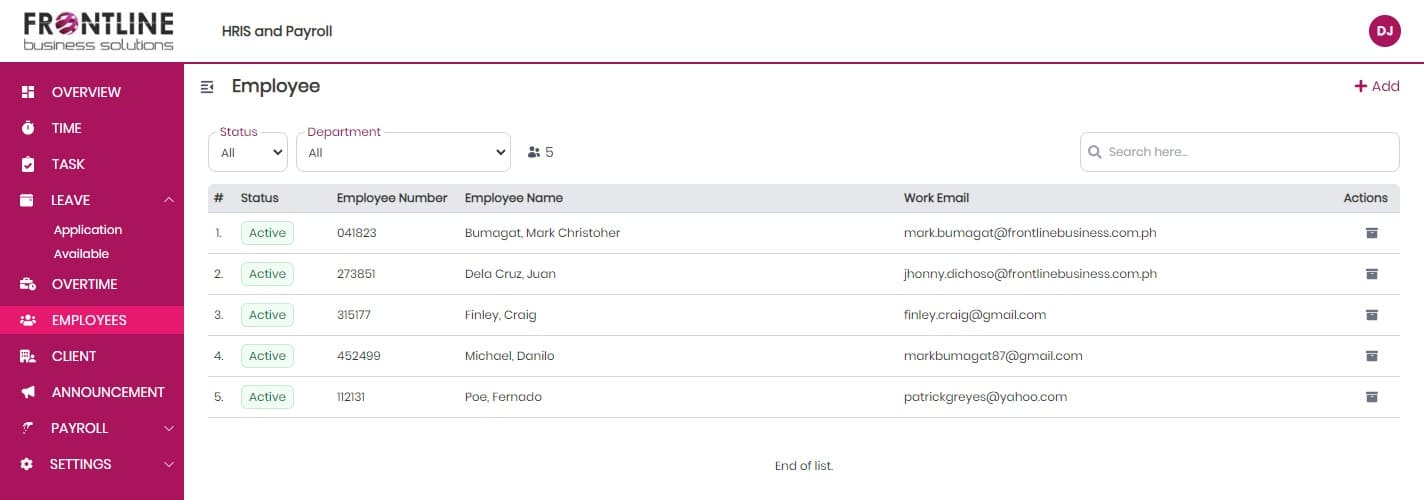 FRONTLINE
business solutions
HRIS and Payroll
DJ
OVERVIEW
TIME
TASK
LEAVE
Application
Available
OVERTIME
EMPLOYEES
CLIENT
ANNOUNCEMENT
PAYROLL
SETTINGS
Employee
Add
Status
All
Department
All
5
Search here...
# Status Employee Number Employee Name Work Email Actions
1. Active 041823 Bumagat, Mark Christoher mark.bumagat@frontlinebusiness.com.ph
2. Active 273851 Dela Cruz, Juan jhonny.dichoso@frontlinebusiness.com.ph
3. Active 315177 Finley, Craig finley.craig@gmail.com
4. Active 452499 Michael, Danilo markbumagat87@gmail.com
5. Active 112131 Poe, Fernado patrickgreyes@yahoo.com
End of list.